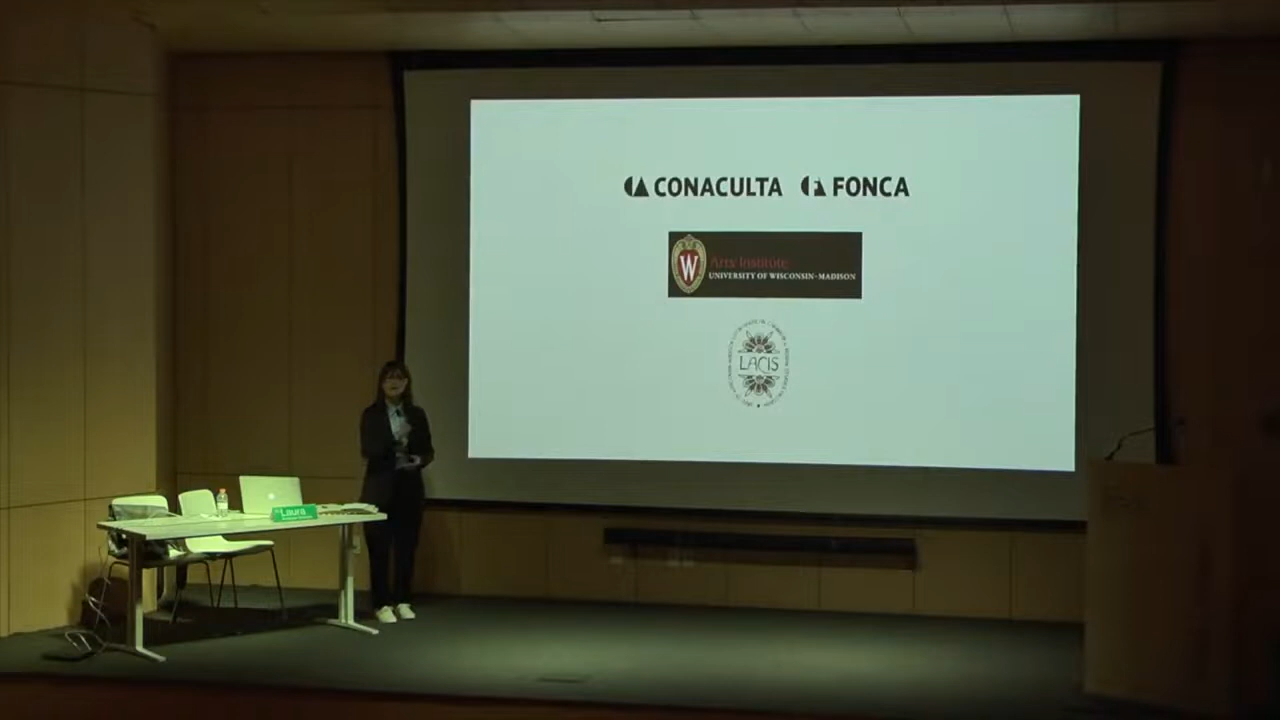 CONACULTA FONCA
Arts Institute
UNIVERSITY OF WISCONSIN-MADISON
W
LACIS
Laura